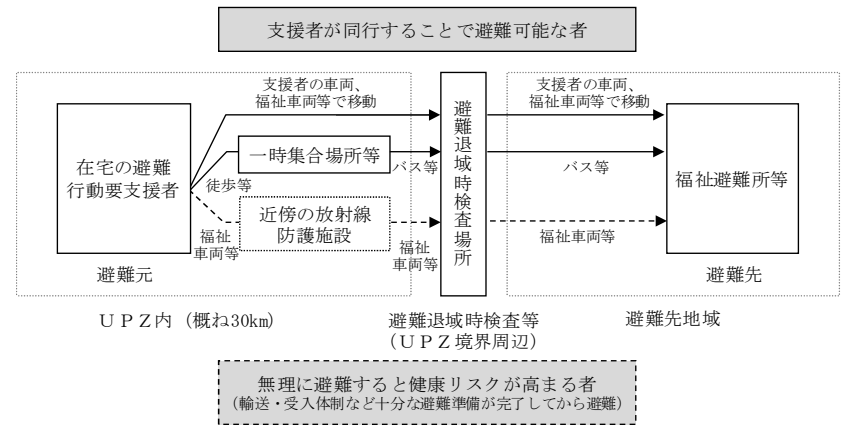 支援者が同行することで避難可能な者
支援者の車両、
福祉車両等で移動
支援者の車両、
福祉車両等で移動
在宅の避難
行動要支援者
一時集合場所等
徒歩等
バス等
バス等
近傍の放射線
防護施設
福祉
車両等
福祉
車両等
福祉車両等
避難退域時検査場所
福祉避難所等
避難元
避難先
ＵＰＺ内 (概ね30km)
避難退域時検査等
（ＵＰＺ境界周辺）
避難先地域
無理に避難すると健康リスクが高まる者
（輸送・受入体制など十分な避難準備が完了してから避難）